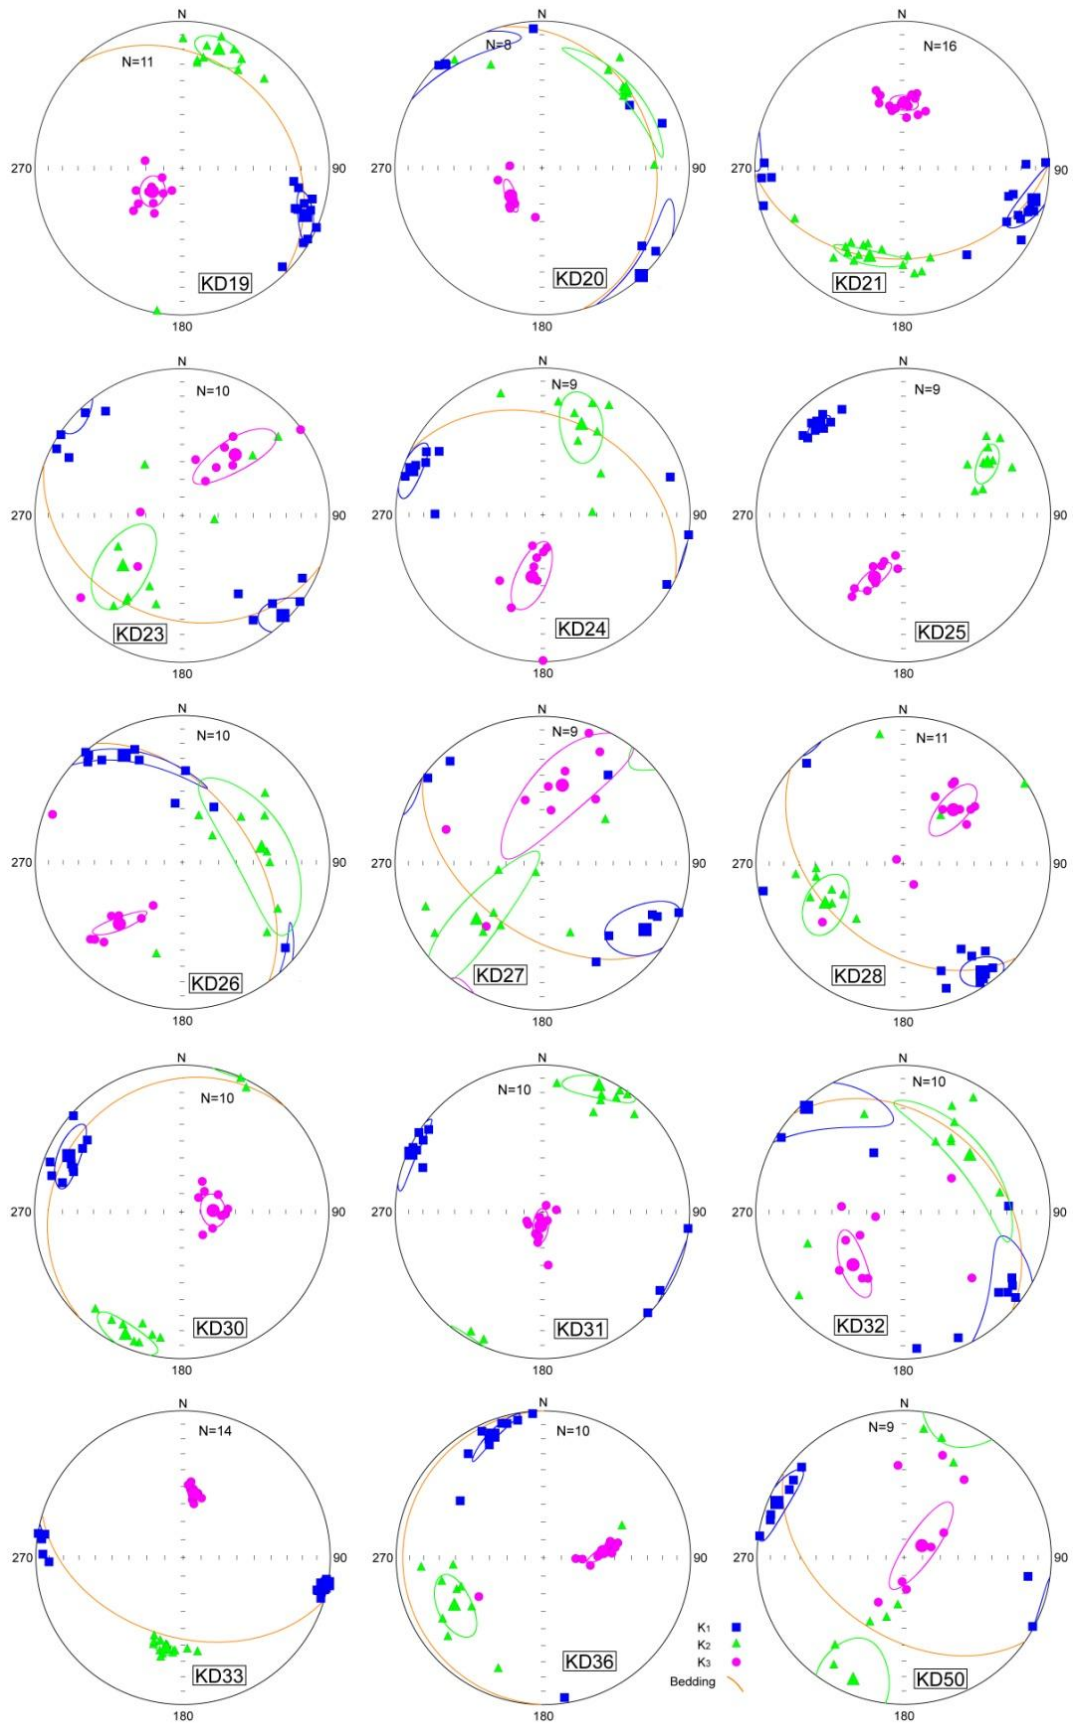 N N N
N=11 N=8 N=16
270 90 270 90 270 90
KD19 KD20 KD21
180 180 180
N N N
N=10 N=9 N=9
270 90 270 90 270 90
KD23 KD24 KD25
180 180 180
N N N
N=10 N=9 N=11
270 90 270 90 270 90
KD26 KD27 KD28
180 180 180
N N N
N=10 N=10 N=10
270 90 270 90 270 90
KD30 KD31 KD32
180 180 180
N N N
N=14 N=10 N=9
270 90 270 90 270 90
KD33 KD36 KD50
180 180 180
K₁
K₂
K₃
Bedding